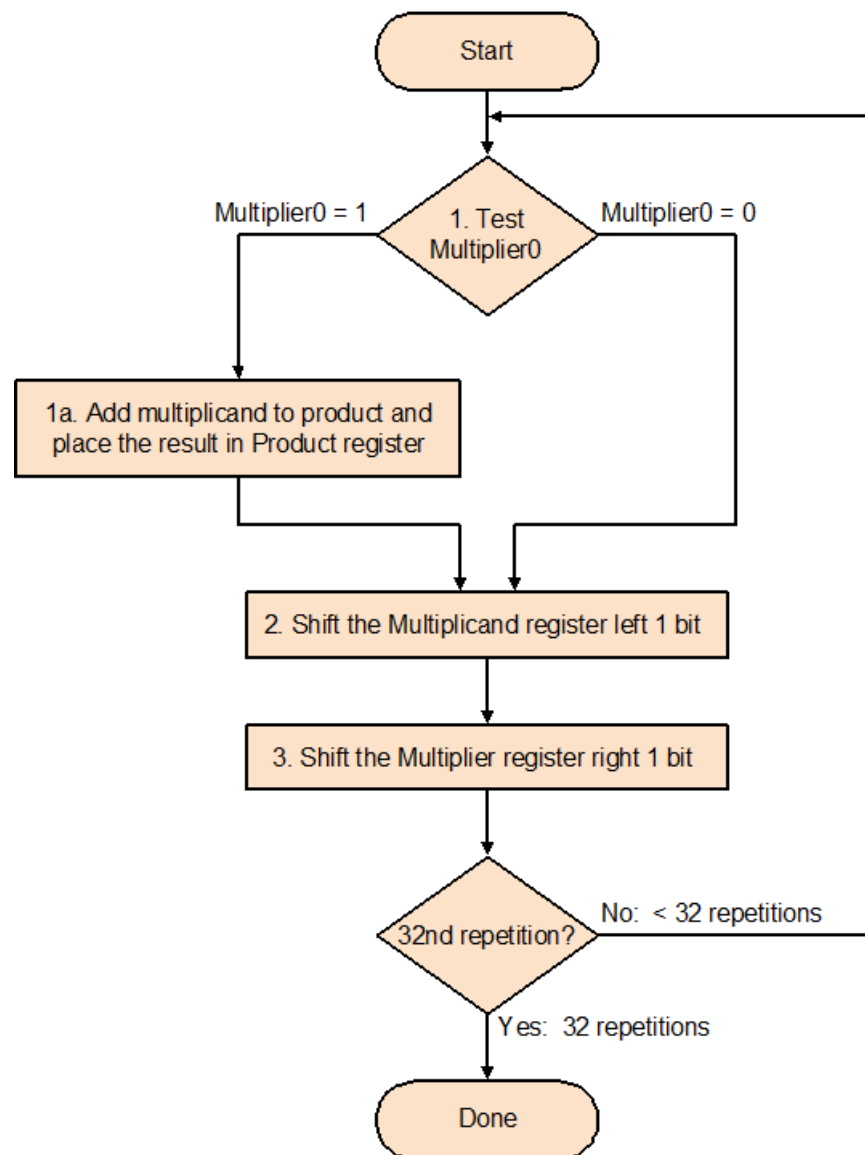 Start
Multiplier0 = 1
1. Test
Multiplier0
Multiplier0 = 0
1a. Add multiplicand to product and
place the result in Product register
2. Shift the Multiplicand register left 1 bit
3. Shift the Multiplier register right 1 bit
32nd repetition?
No: < 32 repetitions
Yes: 32 repetitions
Done